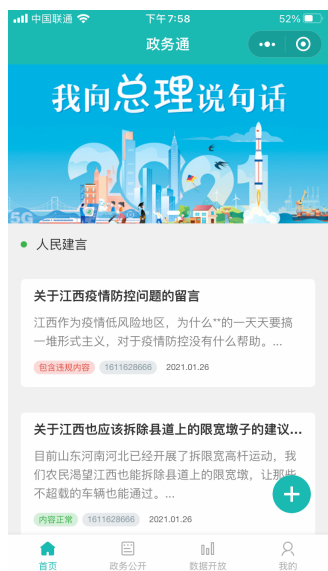 中国联通
下午7:58
52%
政务通
我向总理说句话
2021
5G
人民建言
关于江西疫情防控问题的留言
江西作为疫情低风险地区，为什么**的一天天要搞
一堆形式主义，对于疫情防控没有什么帮助。...
包含违规内容 1611628666 2021.01.26
关于江西也应该拆除县道上的限宽墩子的建议...
目前山东河南河北已经开展了拆限宽高杆运动，我
们农民渴望江西也能拆除县道上的限宽墩，让那些
不超载的车辆也能通过。...
内容正常 1611628666 2021.01.26
首页
政务公开
数据开放
我的